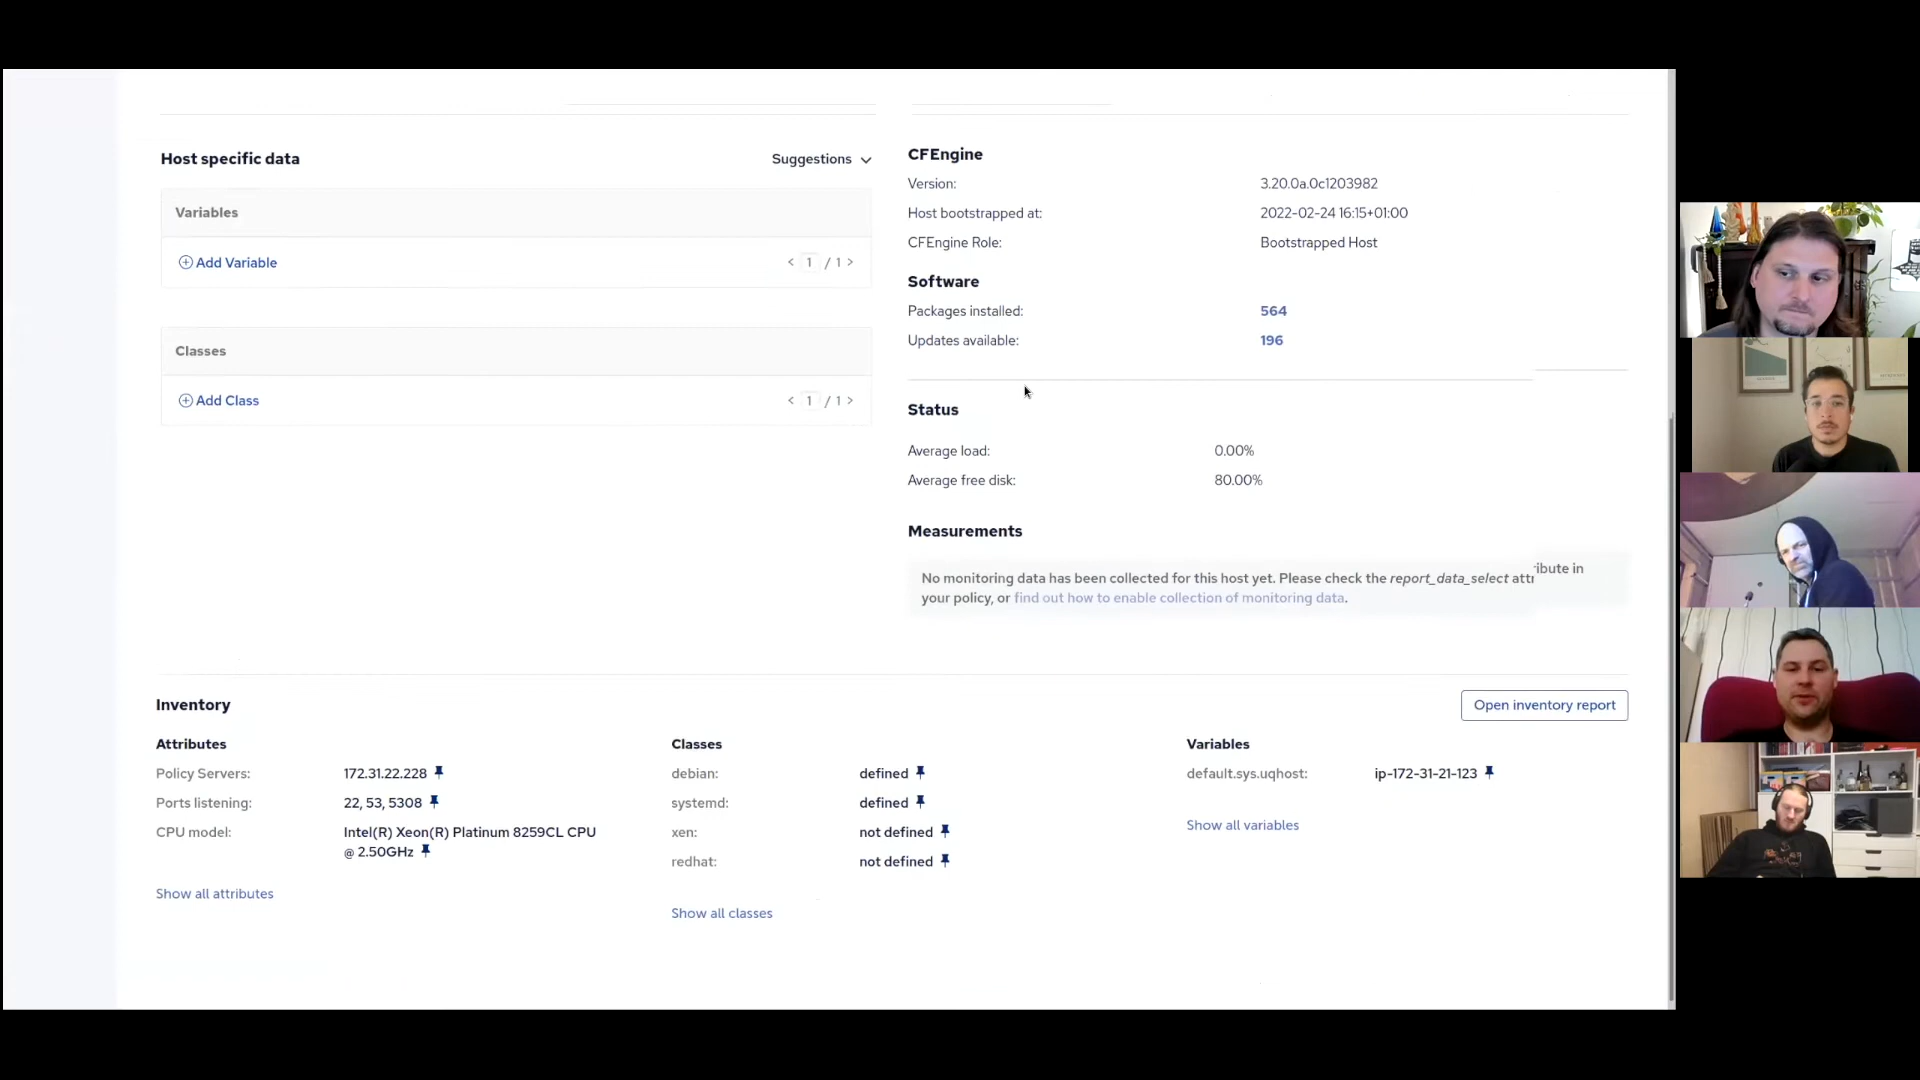 Host specific data
Suggestions
Variables
Add Variable
< 1 / 1 >
Classes
Add Class
< 1 / 1 >
CFEngine
Version: 3.20.0a.0c1203982
Host bootstrapped at: 2022-02-24 16:15+01:00
CFEngine Role: Bootstrapped Host
Software
Packages installed: 564
Updates available: 196
Status
Average load: 0.00%
Average free disk: 80.00%
Measurements
No monitoring data has been collected for this host yet. Please check the report_data_select attribute in
your policy, or find out how to enable collection of monitoring data.
Inventory
Open inventory report
Attributes
Policy Servers: 172.31.22.228
Ports listening: 22, 53, 5308
CPU model: Intel(R) Xeon(R) Platinum 8259CL CPU
@ 2.50GHz
Show all attributes
Classes
debian: defined
systemd: defined
xen: not defined
redhat: not defined
Show all classes
Variables
default.sys.uqhost: ip-172-31-21-123
Show all variables